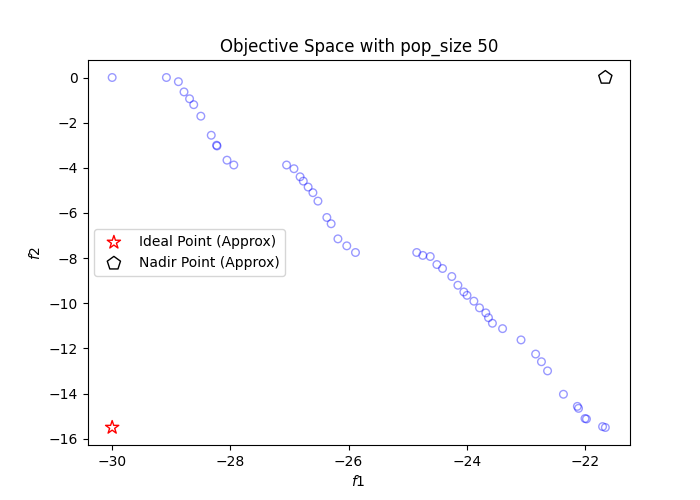 Objective Space with pop_size 50
0
−2
−4
−6
−8
−10
−12
−14
−16
f2
Ideal Point (Approx)
Nadir Point (Approx)
−30
−28
−26
−24
−22
f1